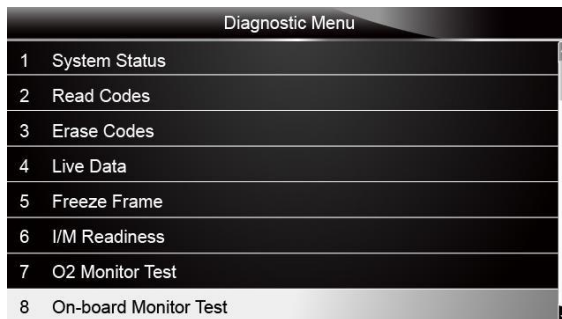 Diagnostic Menu
1 System Status
2 Read Codes
3 Erase Codes
4 Live Data
5 Freeze Frame
6 I/M Readiness
7 O2 Monitor Test
8 On-board Monitor Test